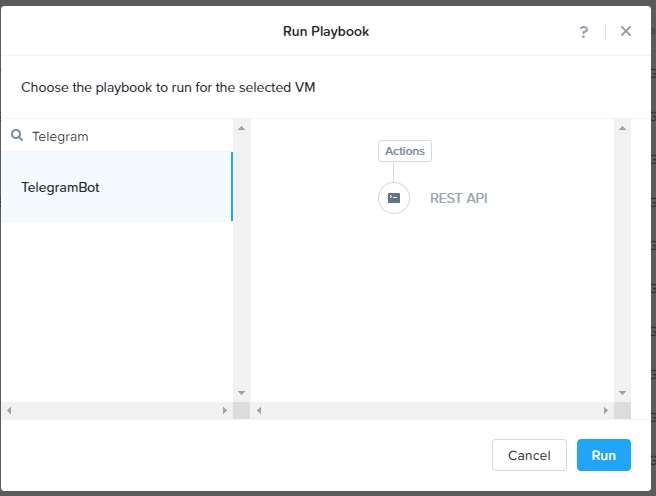 Run Playbook
?
Choose the playbook to run for the selected VM
Telegram
TelegramBot
Actions
REST API
Cancel
Run